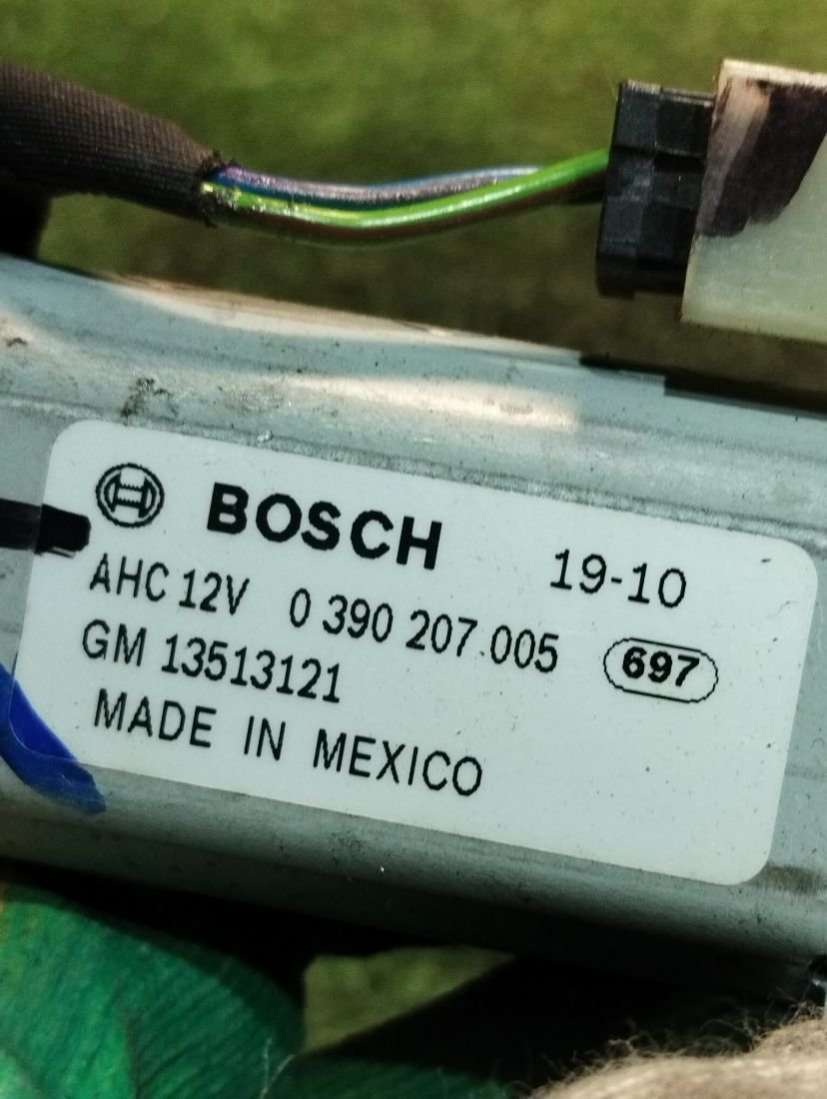 BOSCH 19-10
AHC 12V 0 390 207 005 697
GM 13513121
MADE IN MEXICO